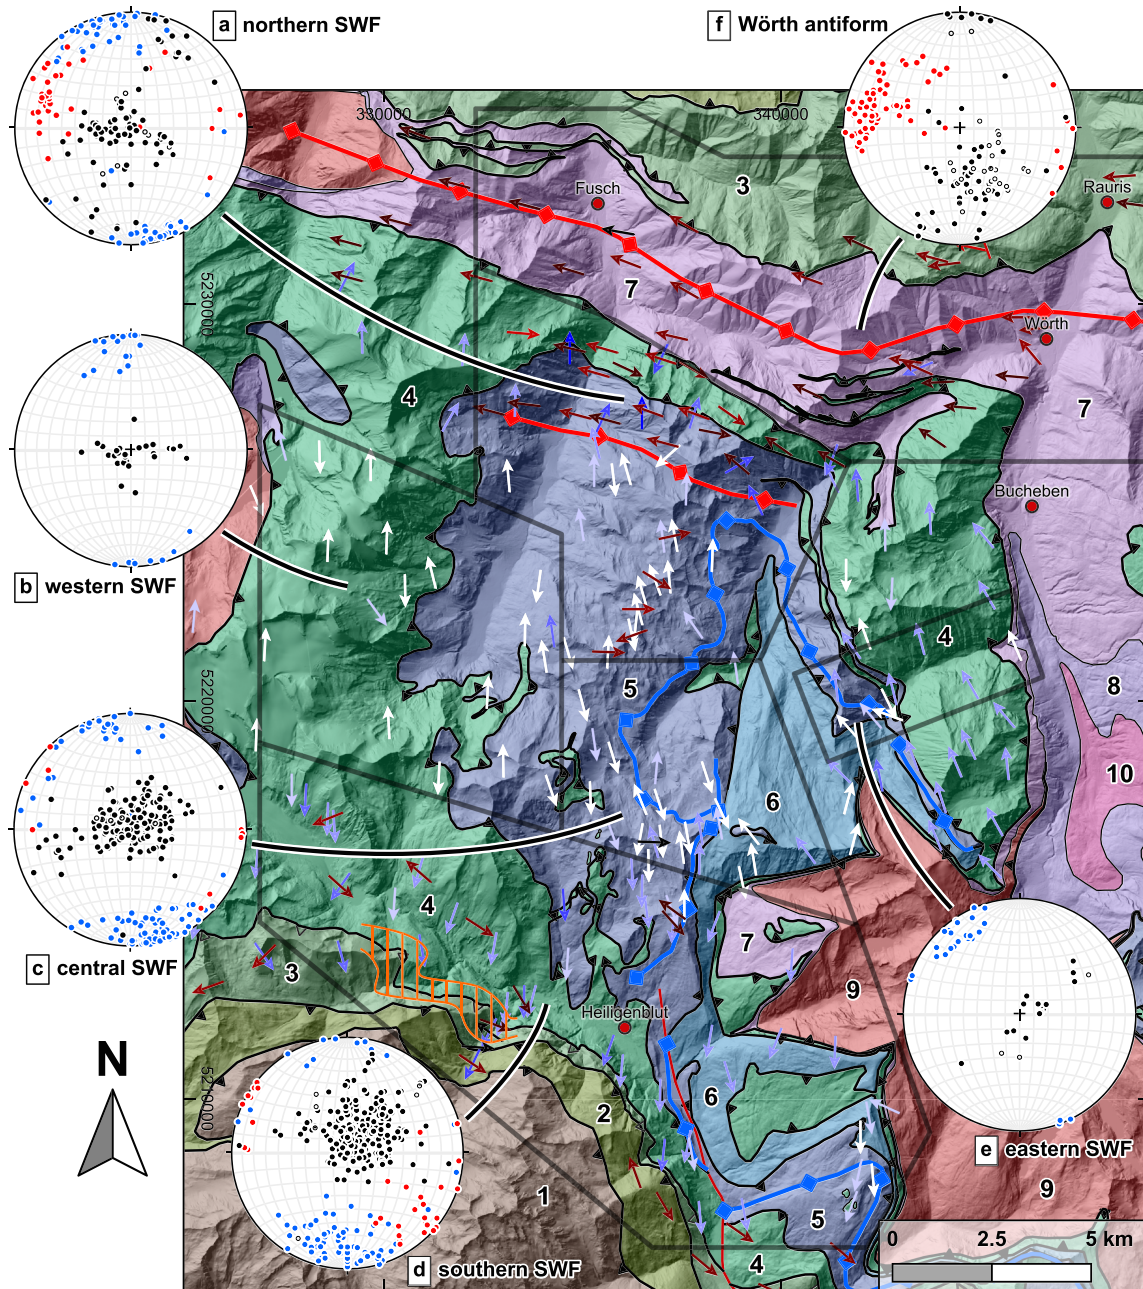 a northern SWF
f Wörth antiform
330000
340000
3
Fusch
Rauris
7
5230000
Wörth
4
7
Bucheben
b western SWF
4
5220000
5
8
10
6
c central SWF
4
7
3
9
Heiligenblut
N
5210000
6
2
e eastern SWF
1
9
5
d southern SWF
4
0 2.5 5 km